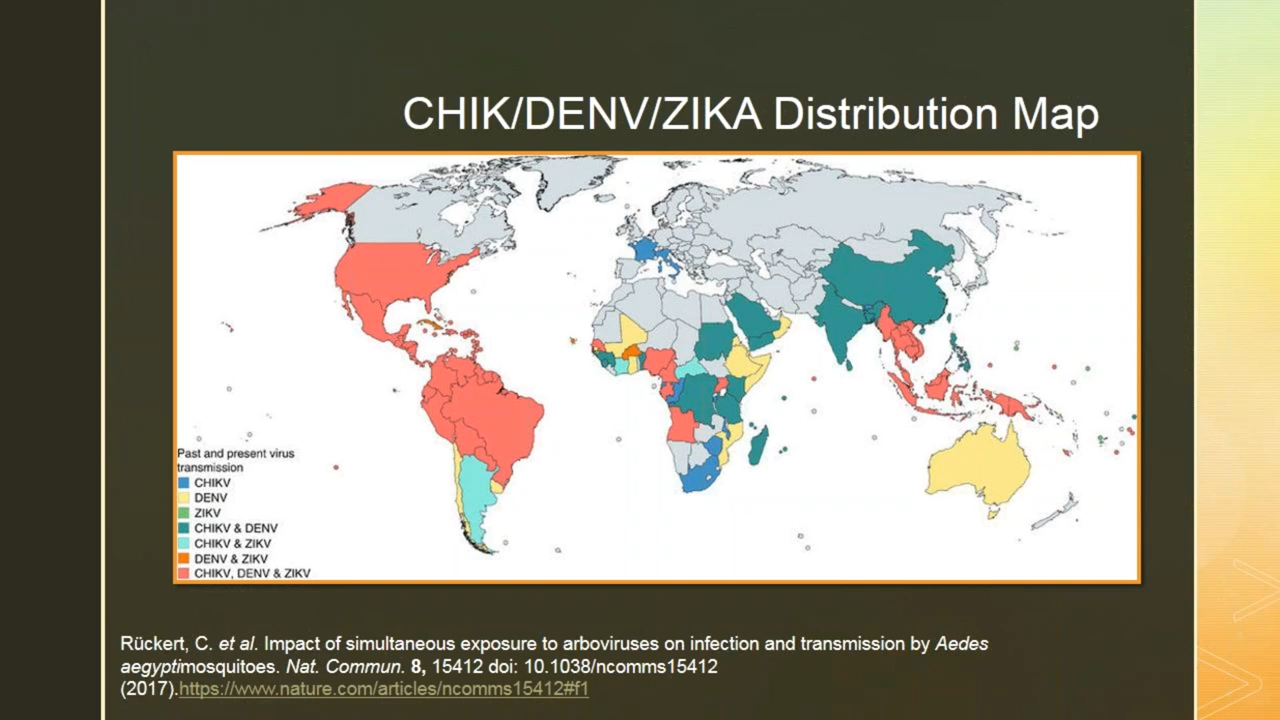 CHIK/DENV/ZIKA Distribution Map
Past and present virus
transmission
CHIKV
DENV
ZIKV
CHIKV & DENV
CHIKV & ZIKV
DENV & ZIKV
CHIKV, DENV & ZIKV
Rückert, C. et al. Impact of simultaneous exposure to arboviruses on infection and transmission by Aedes
aegyptimosquitoes. Nat. Commun. 8, 15412 doi: 10.1038/ncomms15412
(2017).https://www.nature.com/articles/ncomms15412#f1